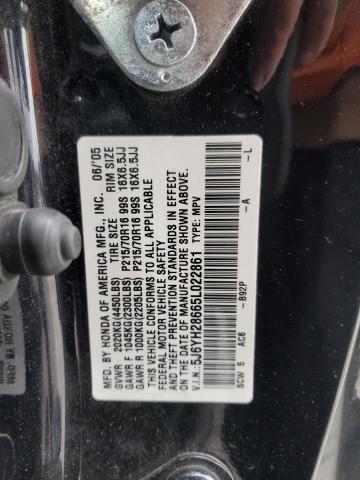 MFD. BY HONDA OF AMERICA MFG., INC. 06/'05
TIRE SIZE RIM SIZE
GVWR 2020KG(4450LBS)
GAWR F 1045KG(2300LBS) P215/70R16 99S 16X6.5JJ
GAWR R 1000KG(2205LBS) P215/70R16 99S 16X6.5JJ
THIS VEHICLE CONFORMS TO ALL APPLICABLE
FEDERAL MOTOR VEHICLE SAFETY AND
THEFT PREVENTION STANDARDS IN EFFECT
ON THE DATE OF MANUFACTURE SHOWN ABOVE.
V.I.N.: 5J6YH28665L022861 TYPE: MPV
SCW 5 AC6 -B92P -A -L